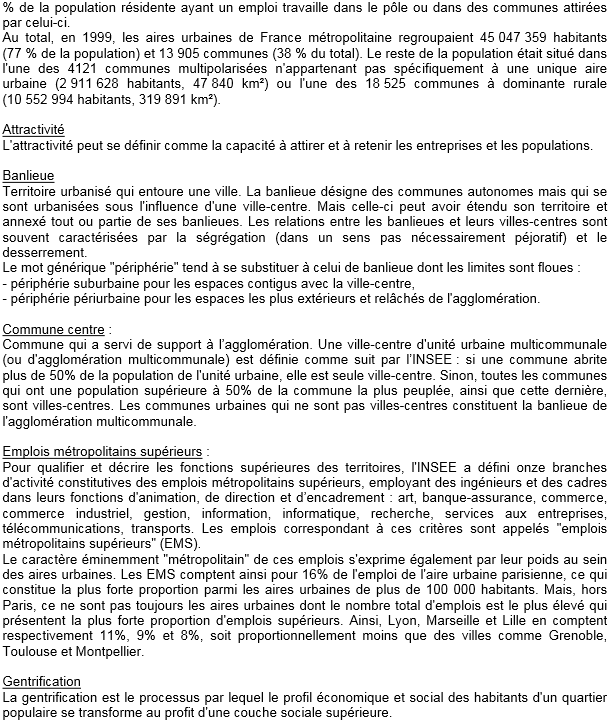 % de la population résidente ayant un emploi travaille dans le pôle ou dans des communes attirées
par celui-ci.
Au total, en 1999, les aires urbaines de France métropolitaine regroupaient 45 047 359 habitants
(77 % de la population) et 13 905 communes (38 % du total). Le reste de la population était situé dans
l'une des 4121 communes multipolarisées n'appartenant pas spécifiquement à une unique aire
urbaine (2 911 628 habitants, 47 840 km²) ou l'une des 18 525 communes à dominante rurale
(10 552 994 habitants, 319 891 km²).
Attractivité
L'attractivité peut se définir comme la capacité à attirer et à retenir les entreprises et les populations.
Banlieue
Territoire urbanisé qui entoure une ville. La banlieue désigne des communes autonomes mais qui se
sont urbanisées sous l'influence d'une ville-centre. Mais celle-ci peut avoir étendu son territoire et
annexé tout ou partie de ses banlieues. Les relations entre les banlieues et leurs villes-centres sont
souvent caractérisées par la ségrégation (dans un sens pas nécessairement péjoratif) et le
desserrement.
Le mot générique "périphérie" tend à se substituer à celui de banlieue dont les limites sont floues :
- périphérie suburbaine pour les espaces contigus avec la ville-centre,
- périphérie périurbaine pour les espaces les plus extérieurs et relâchés de l'agglomération.
Commune centre :
Commune qui a servi de support à l'agglomération. Une ville-centre d'unité urbaine multicommunale
(ou d'agglomération multicommunale) est définie comme suit par l'INSEE : si une commune abrite
plus de 50% de la population de l'unité urbaine, elle est seule ville-centre. Sinon, toutes les communes
qui ont une population supérieure à 50% de la commune la plus peuplée, ainsi que cette dernière,
sont villes-centres. Les communes urbaines qui ne sont pas villes-centres constituent la banlieue de
l'agglomération multicommunale.
Emplois métropolitains supérieurs :
Pour qualifier et décrire les fonctions supérieures des territoires, l'INSEE a défini onze branches
d'activité constitutives des emplois métropolitains supérieurs, employant des ingénieurs et des cadres
dans leurs fonctions d'animation, de direction et d'encadrement : art, banque-assurance, commerce,
commerce industriel, gestion, information, informatique, recherche, services aux entreprises,
télécommunications, transports. Les emplois correspondant à ces critères sont appelés "emplois
métropolitains supérieurs" (EMS).
Le caractère éminemment "métropolitain" de ces emplois s'exprime également par leur poids au sein
des aires urbaines. Les EMS comptent ainsi pour 16% de l'emploi de l'aire urbaine parisienne, ce qui
constitue la plus forte proportion parmi les aires urbaines de plus de 100 000 habitants. Mais, hors
Paris, ce ne sont pas toujours les aires urbaines dont le nombre total d'emplois est le plus élevé qui
présentent la plus forte proportion d'emplois supérieurs. Ainsi, Lyon, Marseille et Lille en comptent
respectivement 11%, 9% et 8%, soit proportionnellement moins que des villes comme Grenoble,
Toulouse et Montpellier.
Gentrification
La gentrification est le processus par lequel le profil économique et social des habitants d'un quartier
populaire se transforme au profit d'une couche sociale supérieure.